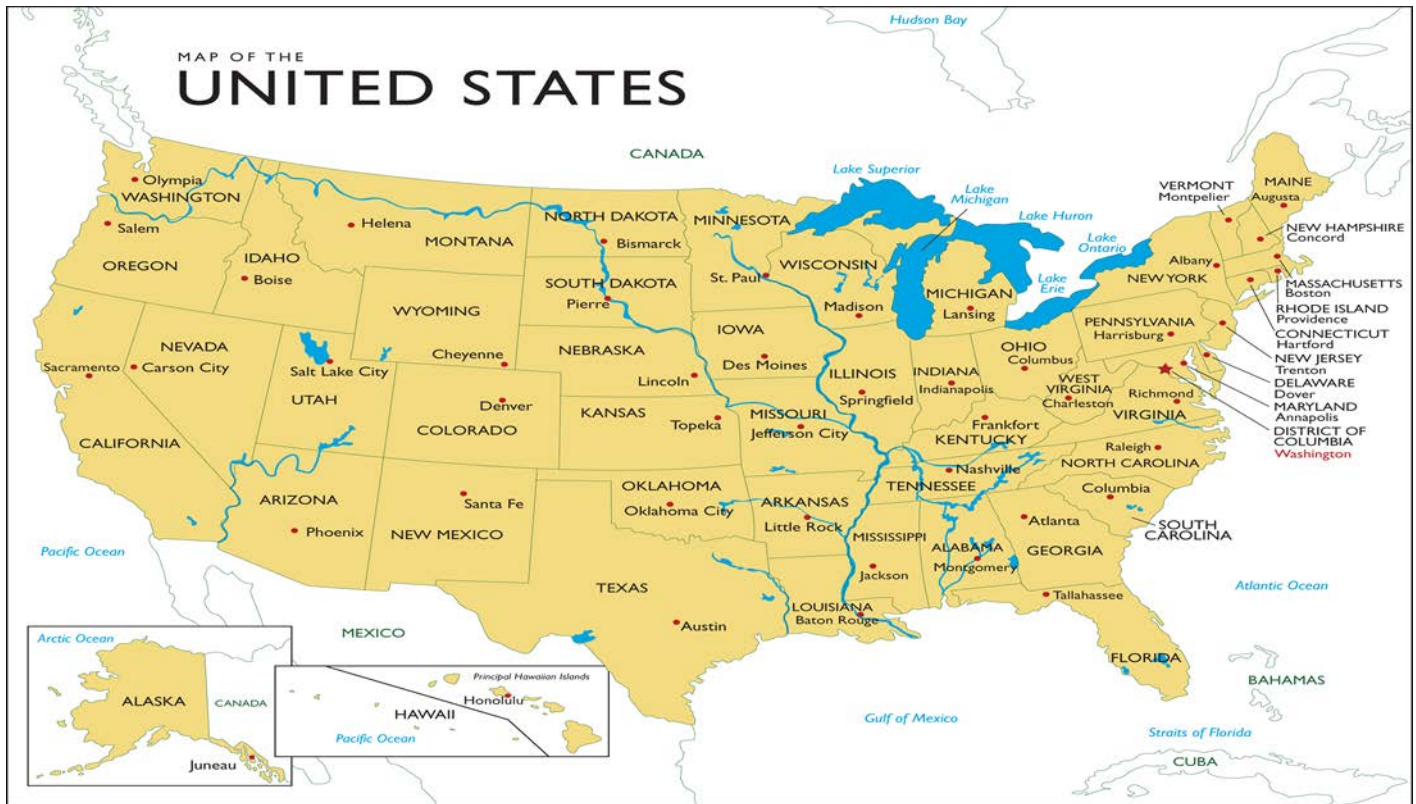 MAP OF THE
UNITED STATES
Hudson Bay
CANADA
Lake Superior
Lake
Michigan
Lake Huron
Lake
Ontario
Lake
Erie
VERMONT
Montpelier
MAINE
Augusta
NEW HAMPSHIRE
Concord
Albany
NEW YORK
MASSACHUSETTS
Boston
RHODE ISLAND
Providence
CONNECTICUT
Hartford
NEW JERSEY
Trenton
DELAWARE
Dover
MARYLAND
Annapolis
DISTRICT OF
COLUMBIA
Washington
Olympia
WASHINGTON
Salem
OREGON
IDAHO
Boise
Helena
MONTANA
NORTH DAKOTA
Bismarck
SOUTH DAKOTA
Pierre
MINNESOTA
St. Paul
WISCONSIN
Madison
MICHIGAN
Lansing
WYOMING
Cheyenne
NEBRASKA
Lincoln
IOWA
Des Moines
ILLINOIS
Springfield
INDIANA
Indianapolis
OHIO
Columbus
PENNSYLVANIA
Harrisburg
WEST
VIRGINIA
Charleston
Richmond
VIRGINIA
NEVADA
Carson City
Sacramento
CALIFORNIA
Salt Lake City
UTAH
Denver
COLORADO
KANSAS
Topeka
MISSOURI
Jefferson City
Frankfort
KENTUCKY
Nashville
TENNESSEE
Raleigh
NORTH CAROLINA
Columbia
SOUTH
CAROLINA
ARIZONA
Phoenix
Santa Fe
NEW MEXICO
OKLAHOMA
Oklahoma City
ARKANSAS
Little Rock
MISSISSIPPI
Jackson
ALABAMA
Montgomery
Atlanta
GEORGIA
TEXAS
Austin
LOUISIANA
Baton Rouge
Tallahassee
FLORIDA
Pacific Ocean
Atlantic Ocean
MEXICO
Gulf of Mexico
BAHAMAS
Straits of Florida
CUBA
Arctic Ocean
ALASKA
CANADA
Juneau
Principal Hawaiian Islands
Honolulu
HAWAII
Pacific Ocean